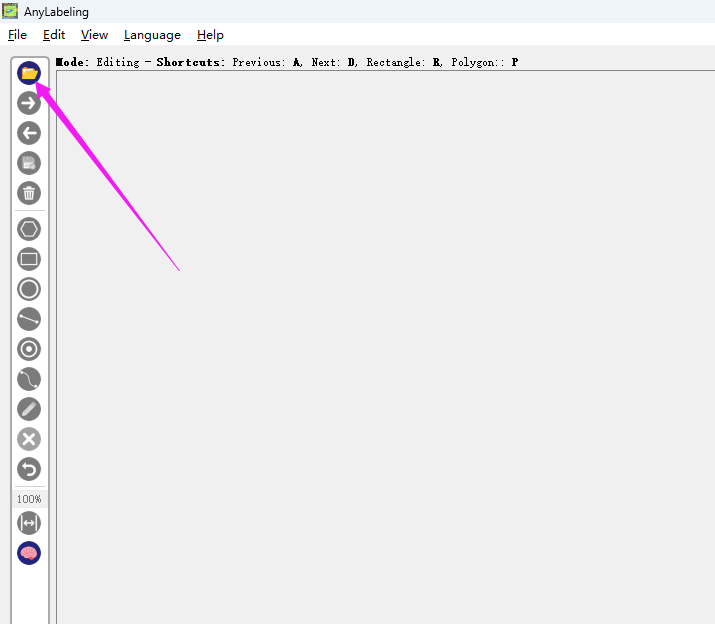 AnyLabeling
File Edit View Language Help
Mode: Editing - Shortcuts: Previous: A, Next: D, Rectangle: R, Polygon:: P
100%